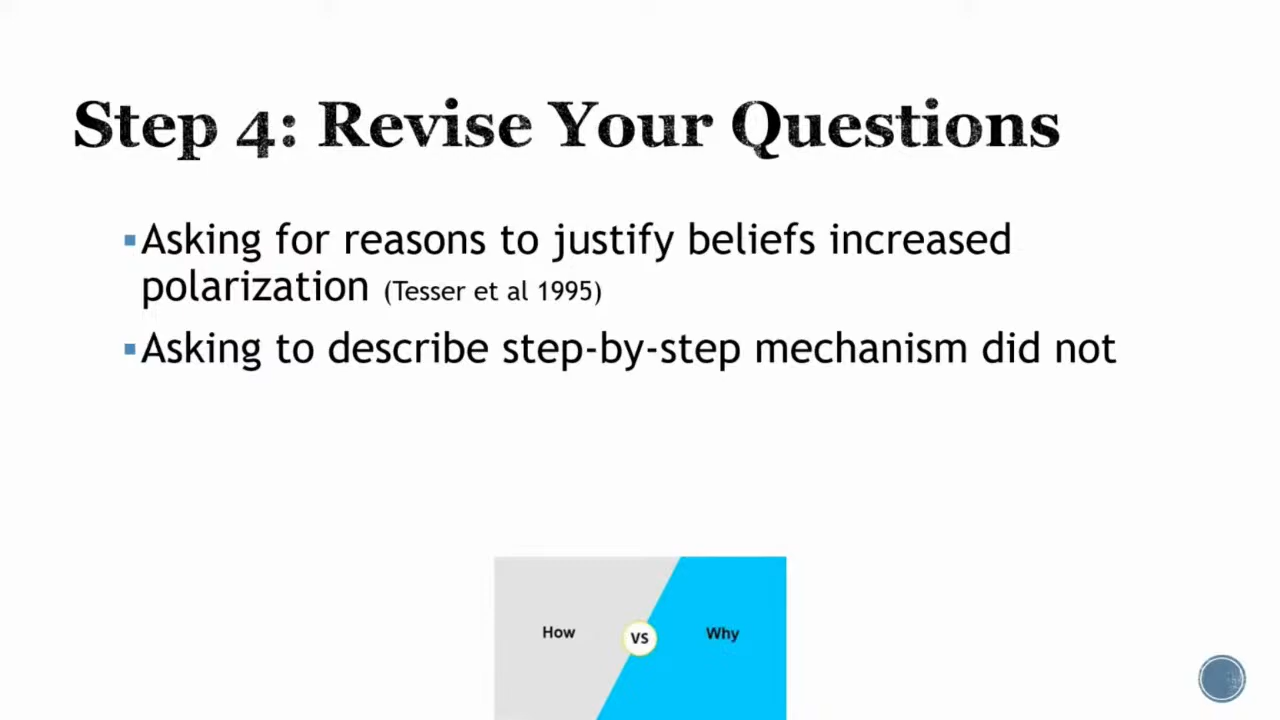 Step 4: Revise Your Questions
▪Asking for reasons to justify beliefs increased
polarization (Tesser et al 1995)
▪Asking to describe step-by-step mechanism did not
How
VS
Why